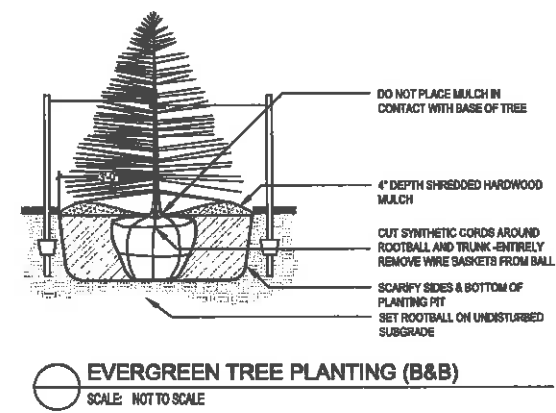 DO NOT PLACE MULCH IN
CONTACT WITH BASE OF TREE
4" DEPTH SHREDDED HARDWOOD
MULCH
CUT SYNTHETIC CORDS AROUND
ROOTBALL AND TRUNK -ENTIRELY
REMOVE WIRE BASKETS FROM BALL
SCARIFY SIDES & BOTTOM OF
PLANTING PIT
SET ROOTBALL ON UNDISTURBED
SUBGRADE
EVERGREEN TREE PLANTING (B&B)
SCALE: NOT TO SCALE